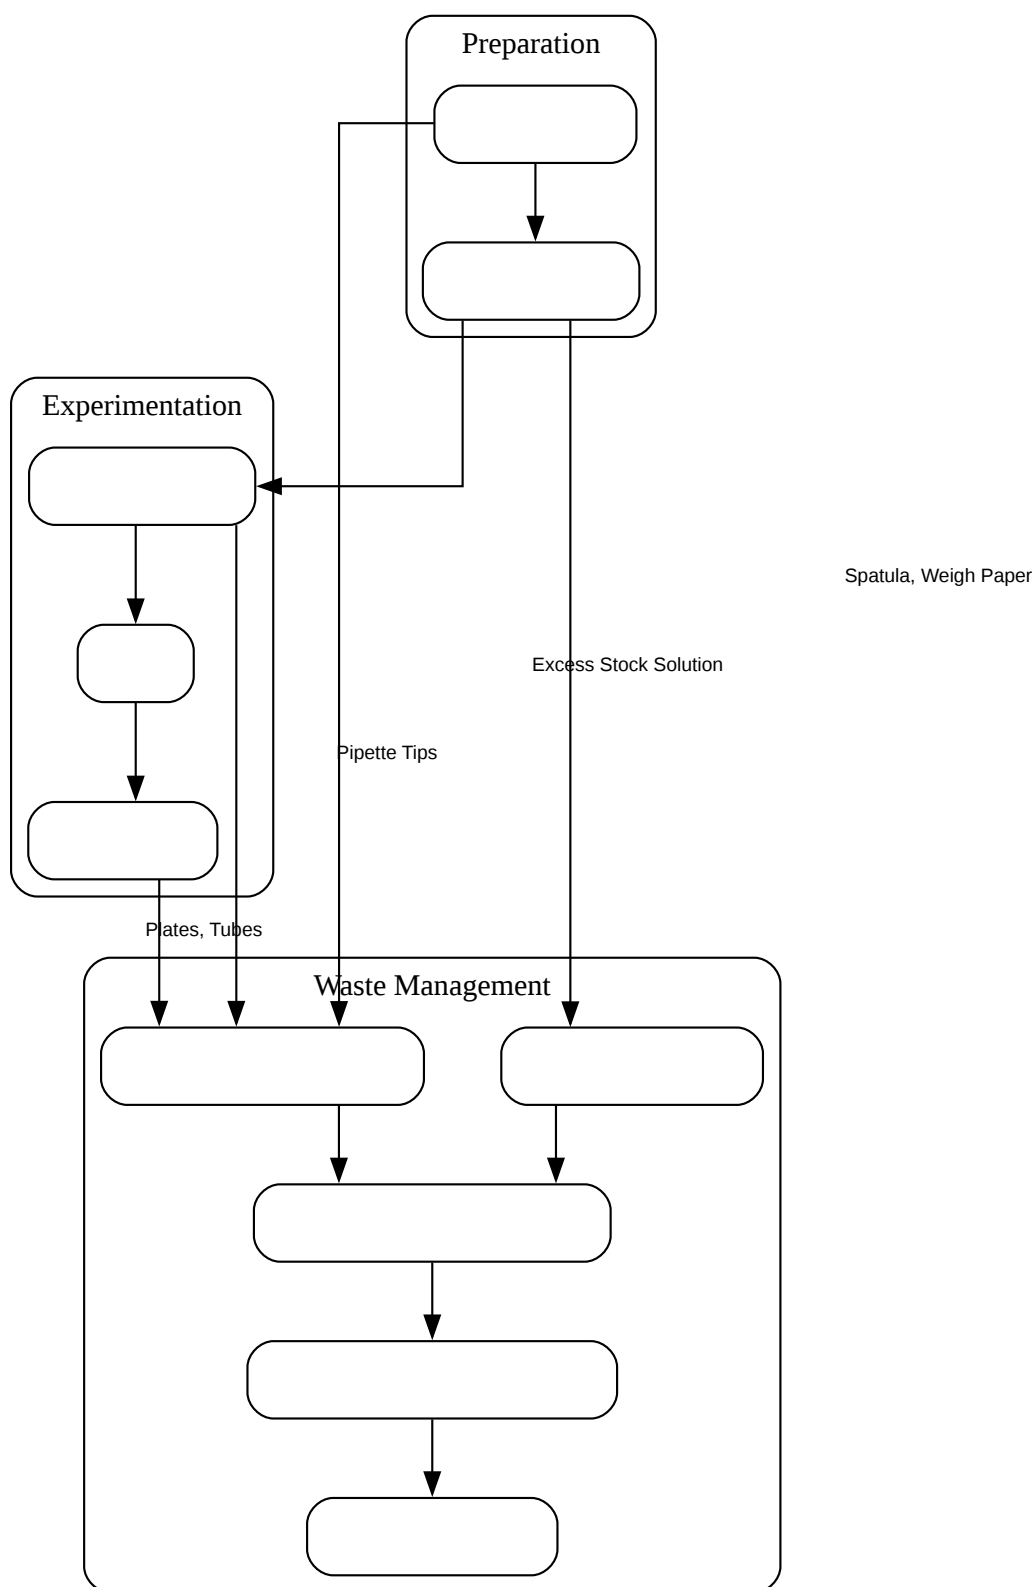 Preparation
Experimentation
Spatula, Weigh Paper
Excess Stock Solution
Pipette Tips
Plates, Tubes
Waste Management